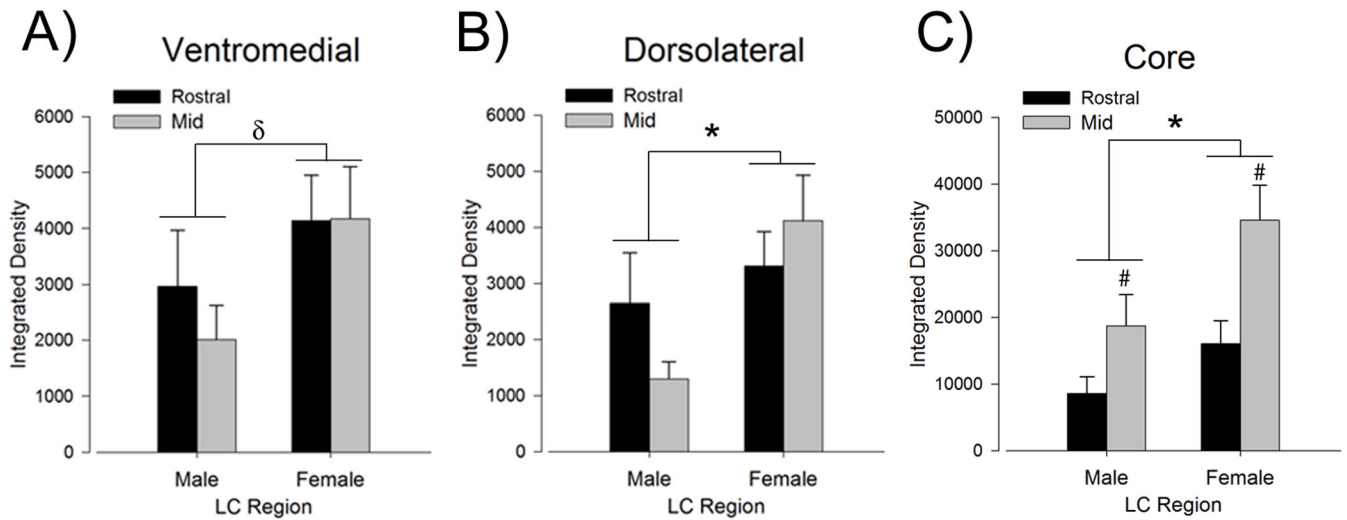 A)
Ventromedial
Rostral
Mid
6000
5000
4000
3000
2000
1000
0
Integrated Density
δ
Male Female
LC Region
B)
Dorsolateral
Rostral
Mid
6000
5000
4000
3000
2000
1000
0
Integrated Density
*
Male Female
LC Region
C)
Core
Rostral
Mid
50000
40000
30000
20000
10000
0
Integrated Density
*
#
#
Male Female
LC Region